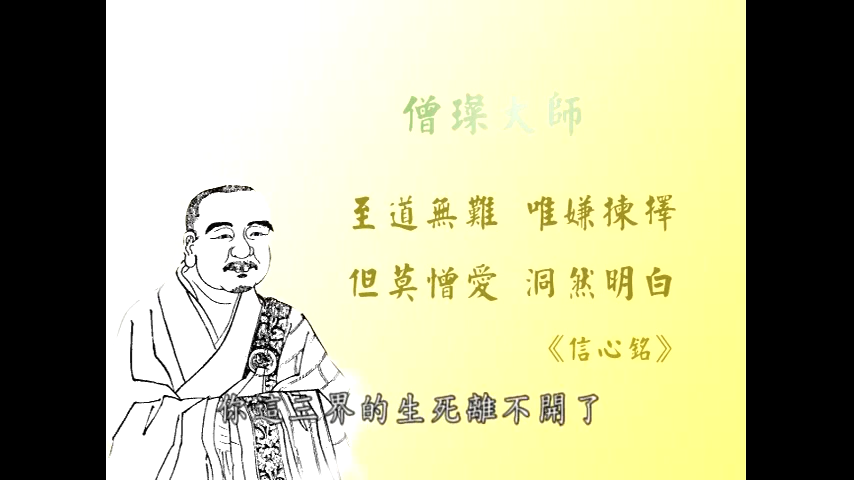 僧璨大師
至道無難 唯嫌揀擇
但莫憎愛 洞然明白
《信心銘》
你這三界的生死離不開了